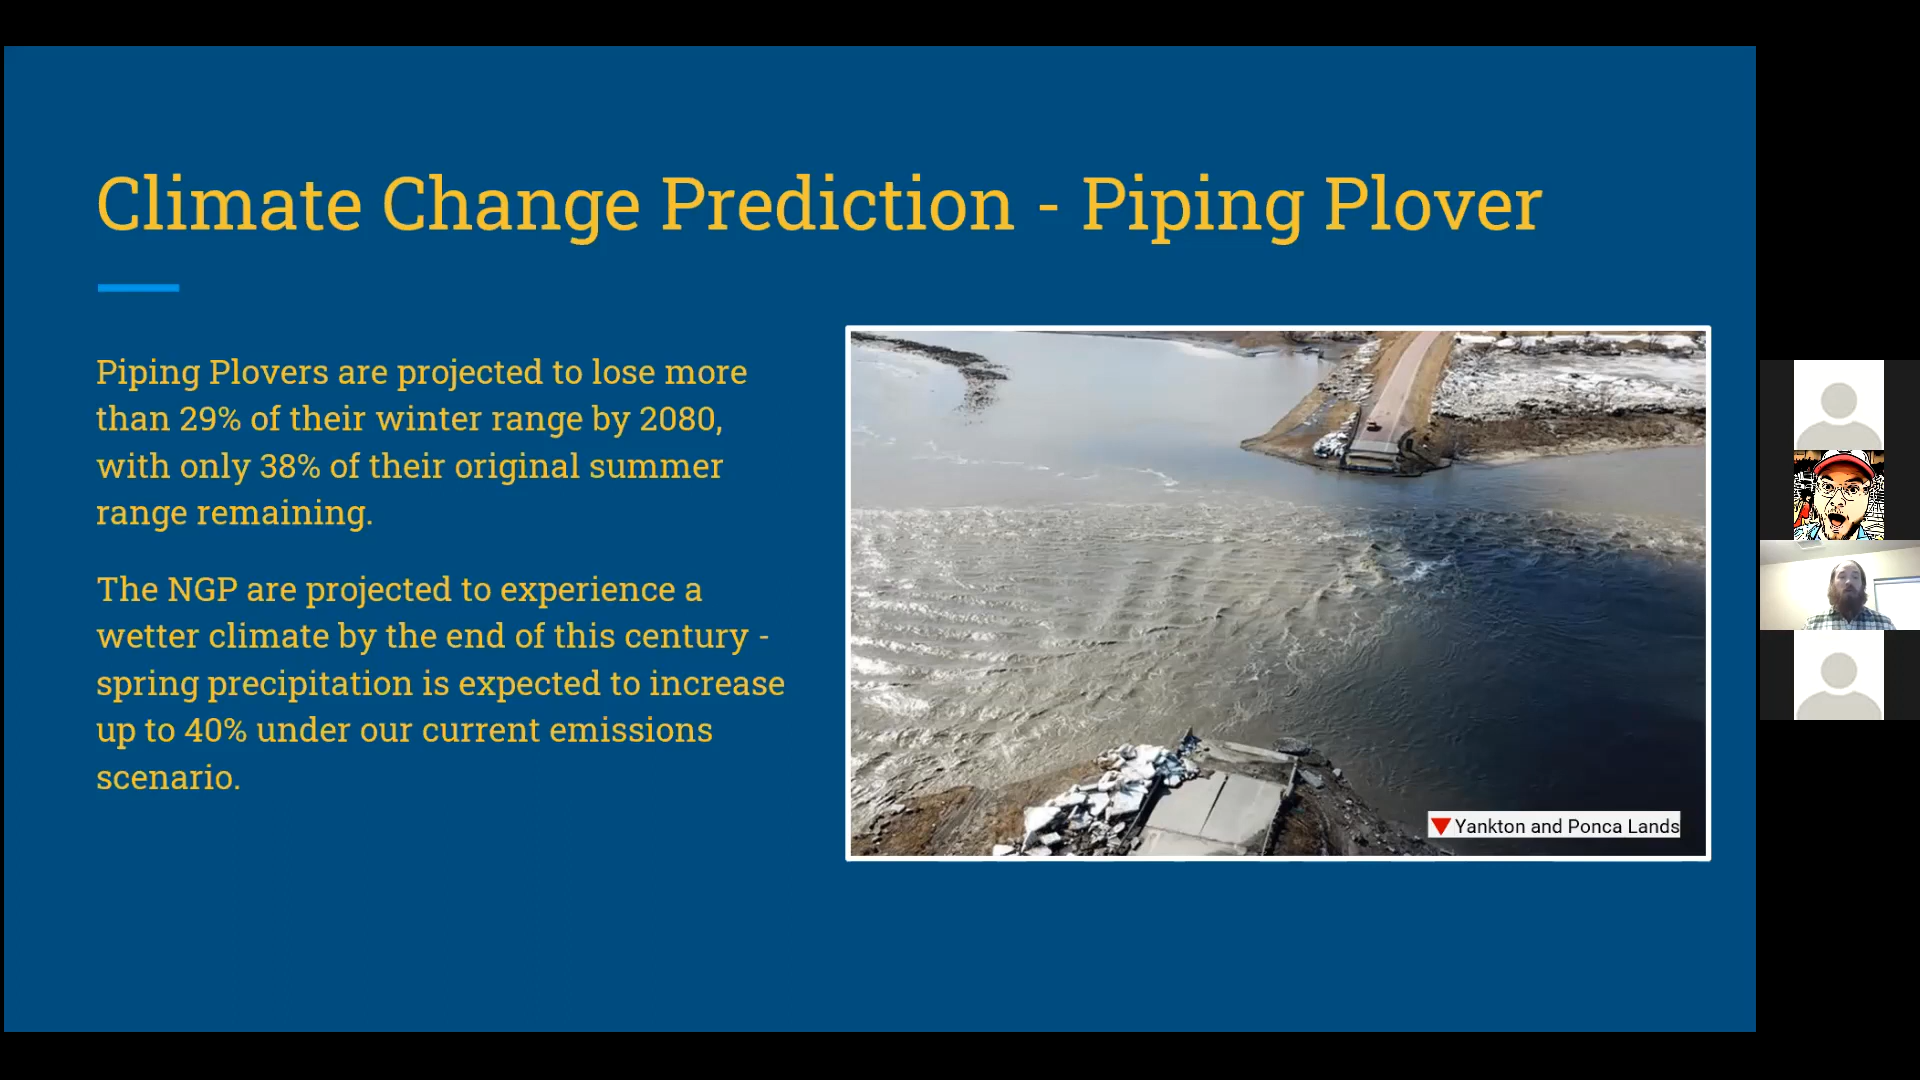 Climate Change Prediction - Piping Plover
Piping Plovers are projected to lose more
than 29% of their winter range by 2080,
with only 38% of their original summer
range remaining.
The NGP are projected to experience a
wetter climate by the end of this century -
spring precipitation is expected to increase
up to 40% under our current emissions
scenario.
Yankton and Ponca Lands